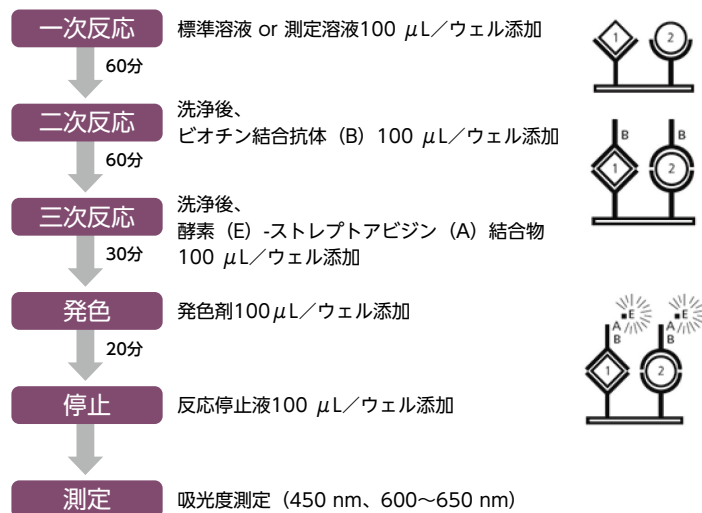 一次反応
標準溶液 or 測定溶液100 μL／ウェル添加
60分
二次反応
洗浄後、
ビオチン結合抗体（B）100 μL／ウェル添加
60分
三次反応
洗浄後、
酵素（E）-ストレプトアビジン（A）結合物
100 μL／ウェル添加
30分
発色
発色剤100μL／ウェル添加
20分
停止
反応停止液100 μL／ウェル添加
測定
吸光度測定（450 nm、600〜650 nm）
1 2
B B
1 2
E E
A A
B B
1 2